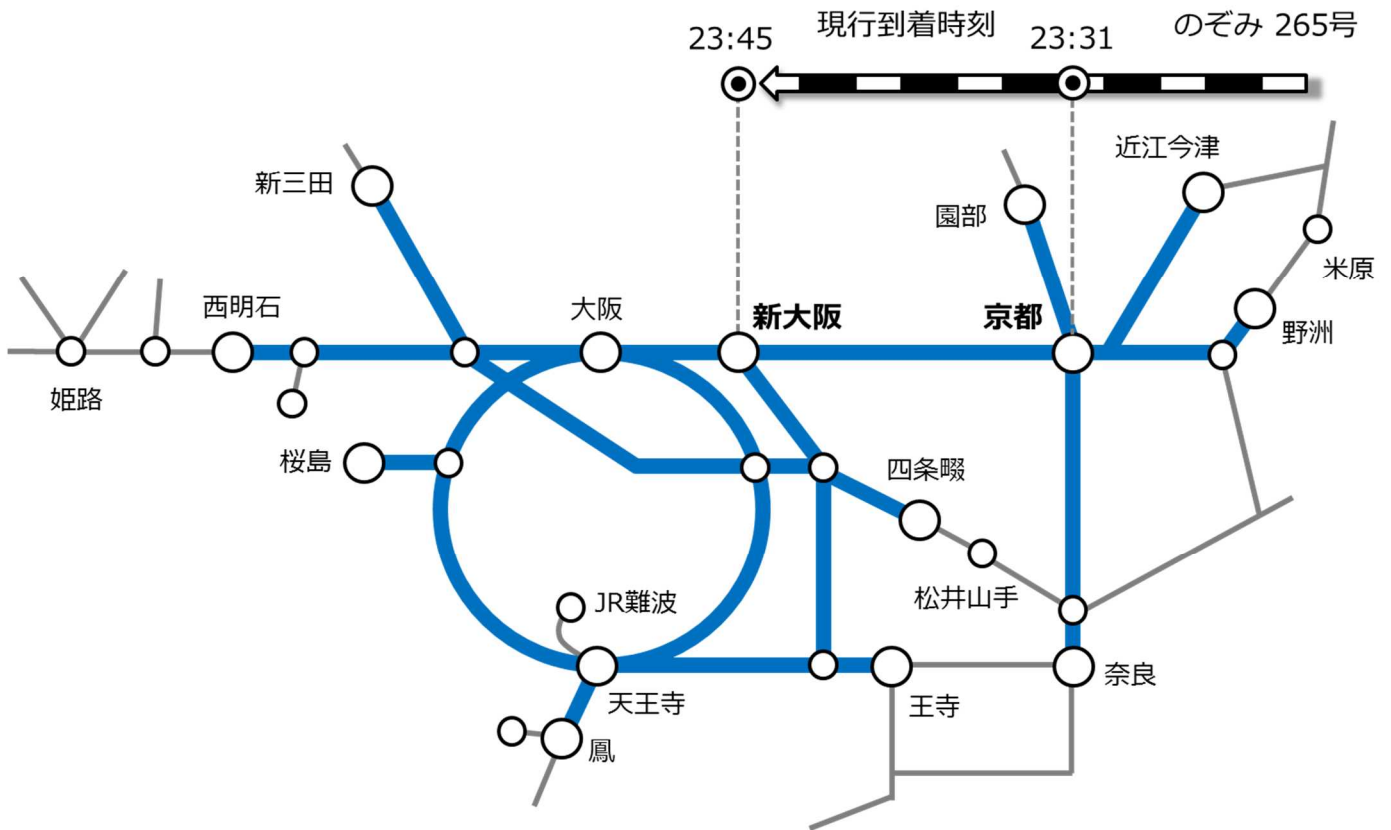 現行到着時刻
のぞみ 265号
23:45
23:31
近江今津
新三田
園部
米原
西明石
大阪
新大阪
京都
野洲
姫路
桜島
四条畷
JR難波
松井山手
天王寺
王寺
奈良
鳳